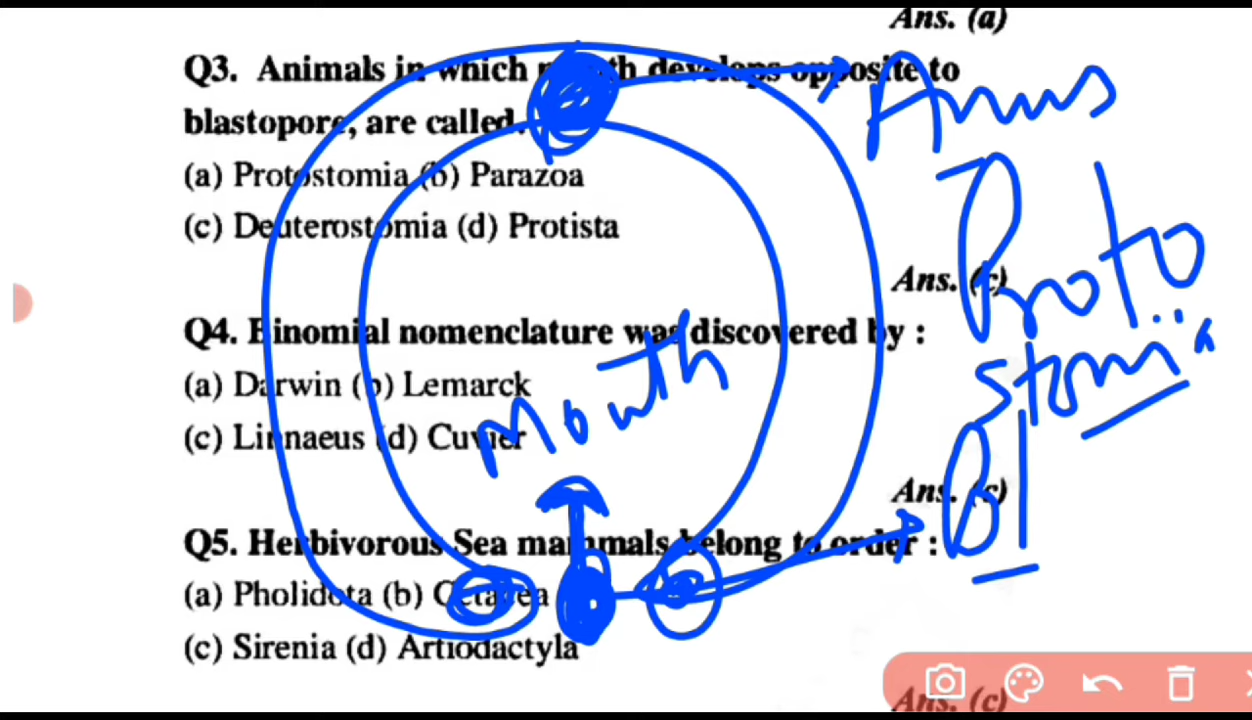 Ans. (a)
Q3. Animals in which mouth develops opposite to
blastopore, are called.
(a) Protostomia (b) Parazoa
(c) Deuterostomia (d) Protista
Ans. (c)
Q4. Binomial nomenclature was discovered by :
(a) Darwin (b) Lemarck
(c) Linnaeus (d) Cuvier
Ans. (c)
Q5. Herbivorous Sea mammals belong to order :
(a) Pholidota (b) Cetacea
(c) Sirenia (d) Artiodactyla
Ans. (c)
Anus
Proto
stomia
Mouth
Bl